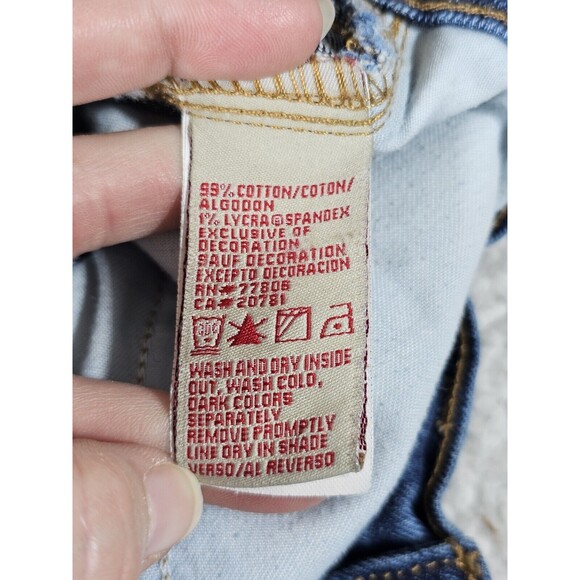 99% COTTON/COTON/
ALGODON
1% LYCRA®SPANDEX
EXCLUSIVE OF
DECORATION
SAUF DECORATION
EXCEPTO DECORACION
RN#77806
CA#20781
30C
WASH AND DRY INSIDE
OUT, WASH COLD,
DARK COLORS
SEPARATELY
REMOVE PROMPTLY
LINE DRY IN SHADE
VERSO/AL REVERSO